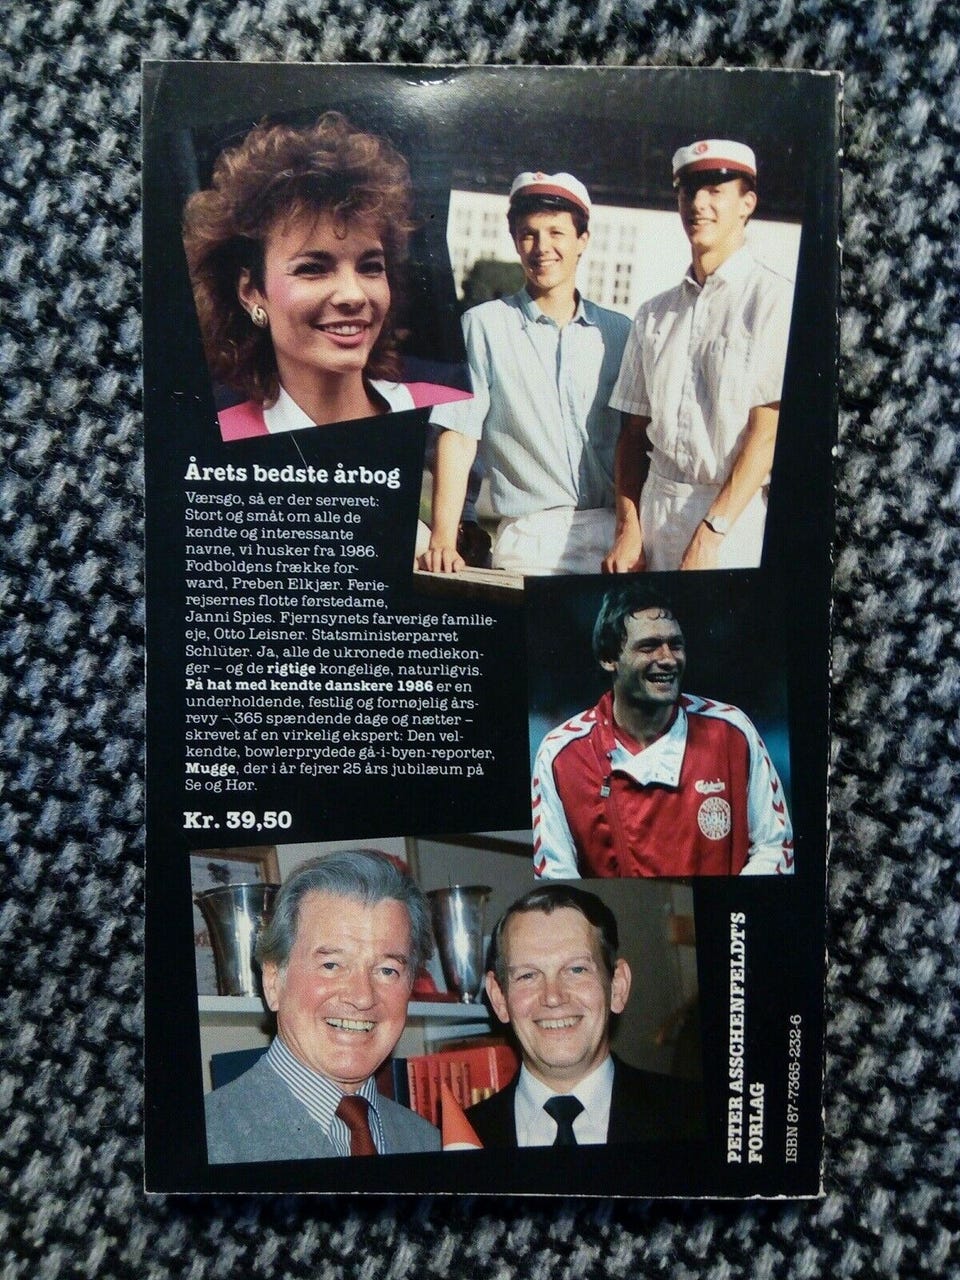 Årets bedste årbog
Værsgo, så er der serveret:
Stort og småt om alle de
kendte og interessante
navne, vi husker fra 1986.
Fodboldens frække for-
ward, Preben Elkjær. Ferie-
rejsernes flotte førstedame,
Janni Spies. Fjernsynets farverige familie-
eje, Otto Leisner. Statsministerparret
Schlüter. Ja, alle de ukronede mediekon-
ger – og de rigtige kongelige, naturligvis.
På hat med kendte danskere 1986 er en
underholdende, festlig og fornøjelig års-
revy – 365 spændende dage og nætter –
skrevet af en virkelig ekspert: Den vel-
kendte, bowlerprydede gå-i-byen-reporter,
Mugge, der i år fejrer 25 års jubilæum på
Se og Hør.
Kr. 39,50
Carlsberg
DBU
PETER ASSCHENFELDT'S
FORLAG
ISBN 87-7365-232-6